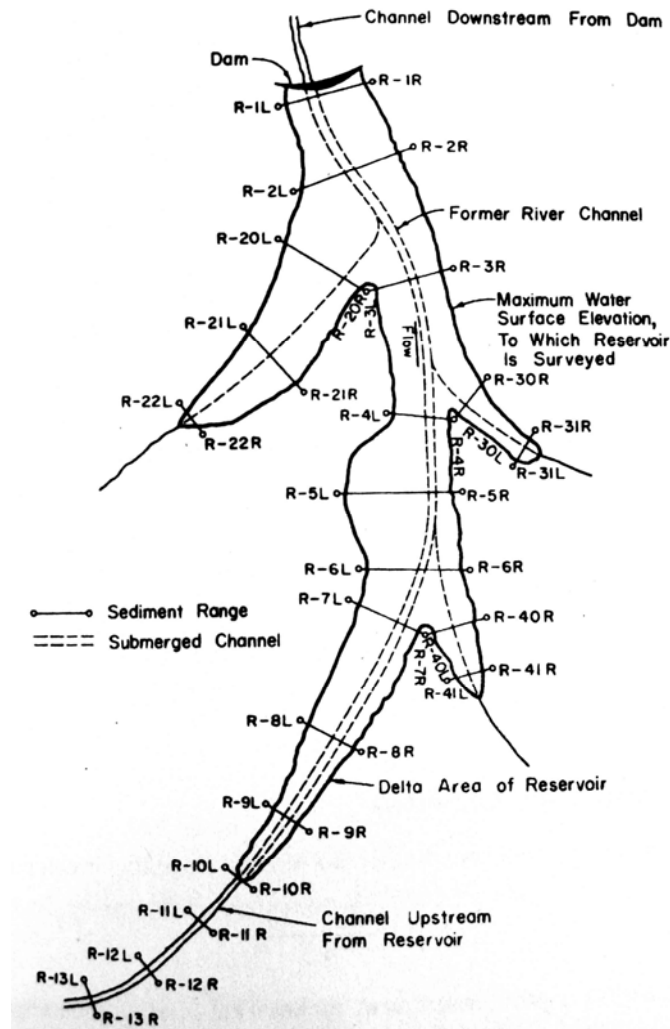 Channel Downstream From Dam
Dam
R-1R
R-1L
R-2R
R-2L
Former River Channel
R-20L
R-3R
R-20R
R-3L
Maximum Water
Surface Elevation,
To Which Reservoir
Is Surveyed
Flow
R-21L
R-30R
R-21R
R-22L
R-4L
R-30L
R-31R
R-22R
R-4R
R-31L
R-5L
R-5R
R-6L
R-6R
Sediment Range
R-7L
R-40R
Submerged Channel
R-40L
R-7R
R-41R
R-41L
R-8L
R-8R
Delta Area of Reservoir
R-9L
R-9R
R-10L
R-10R
R-11L
Channel Upstream
From Reservoir
R-11R
R-12L
R-12R
R-13L
R-13R